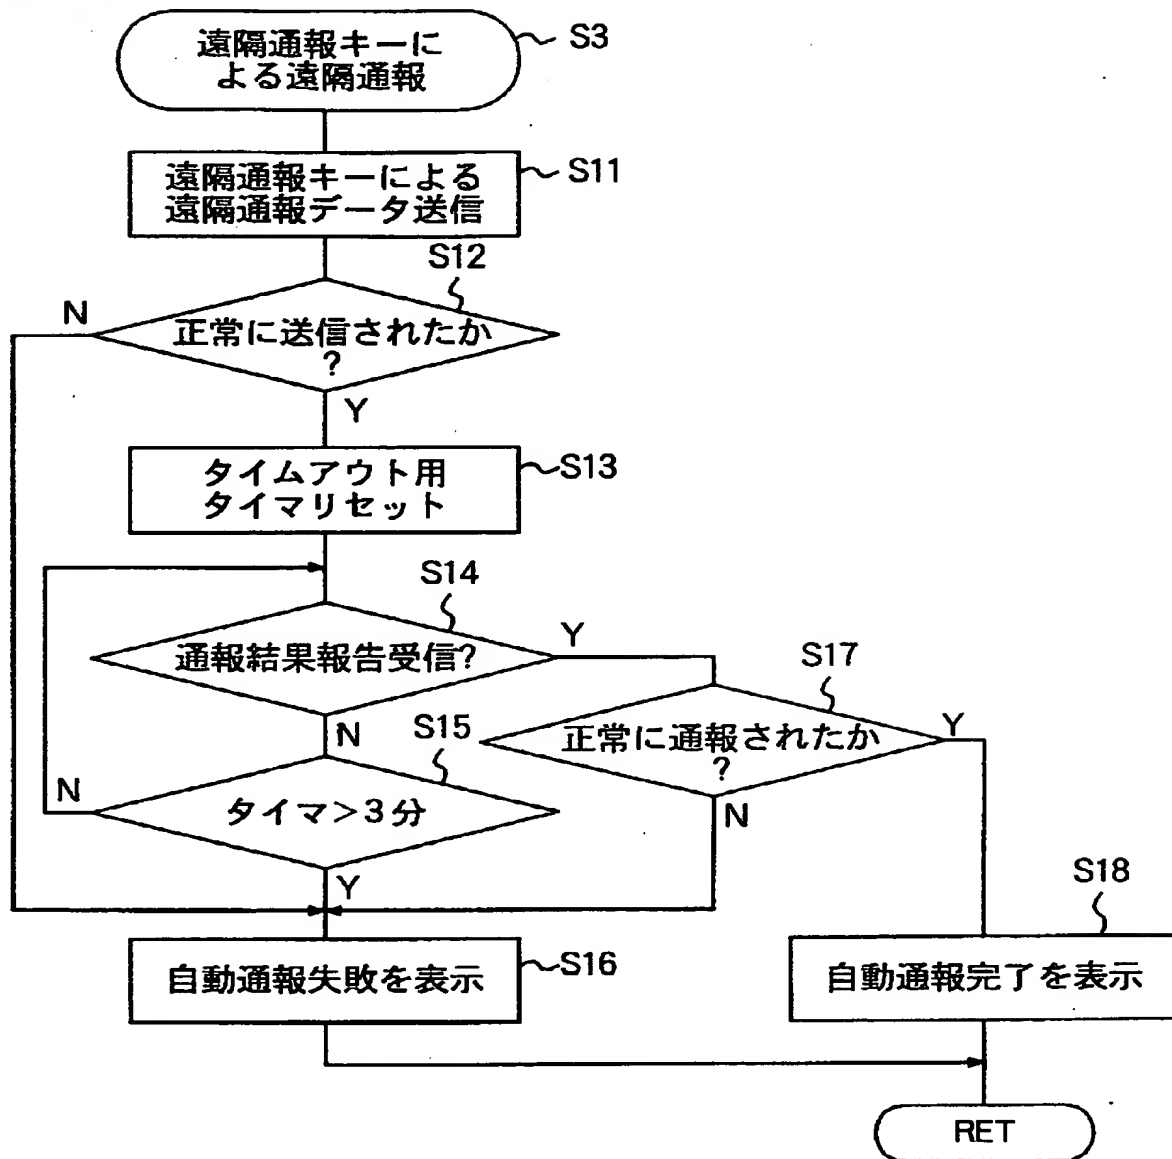 遠隔通報キーに
よる遠隔通報
S3
遠隔通報キーによる
遠隔通報データ送信
S11
S12
N
正常に送信されたか
?
Y
タイムアウト用
タイマリセット
S13
S14
通報結果報告受信?
Y
N
S17
正常に通報されたか
?
Y
N
S15
N
タイマ>3分
Y
自動通報失敗を表示
S16
S18
自動通報完了を表示
RET